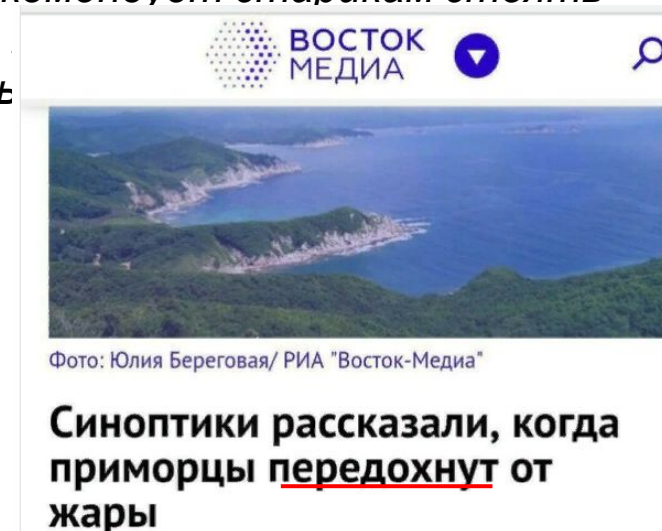 ВОСТОК
МЕДИА
Фото: Юлия Береговая/ РИА "Восток-Медиа"
Синоптики рассказали, когда
приморцы передохнут от
жары